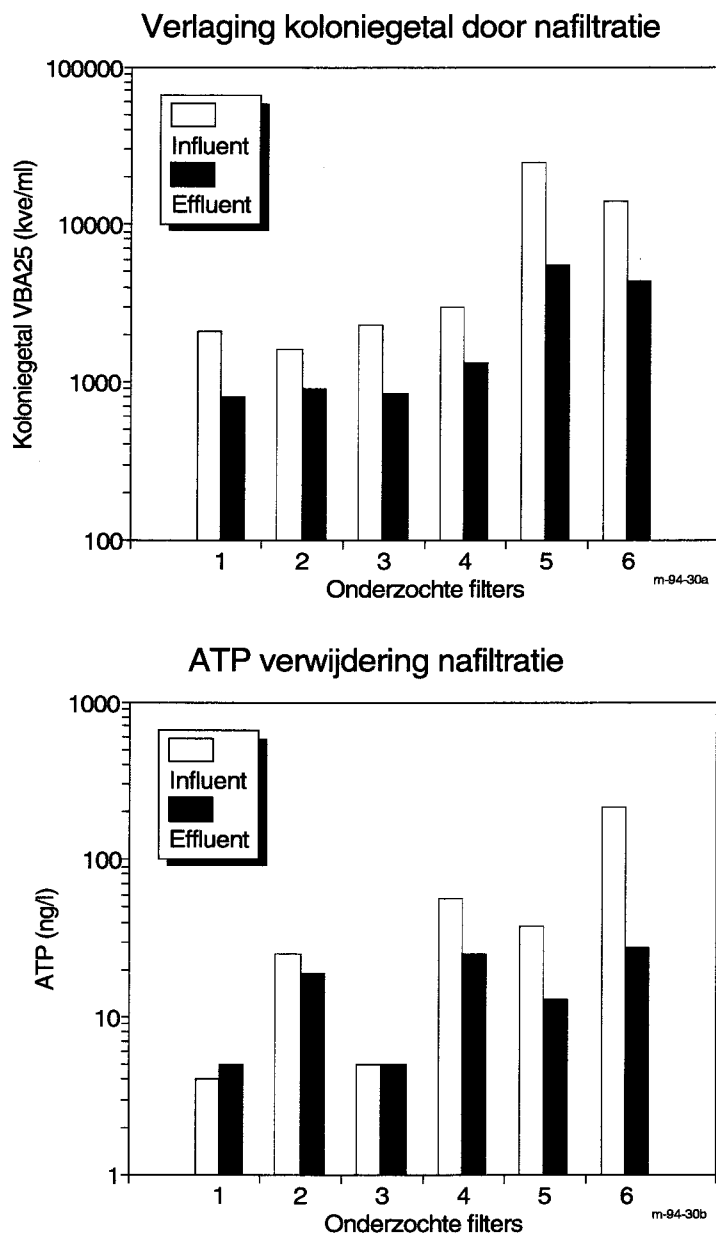 Verlaging koloniegetal door nafiltratie
Koloniegetal VBA25 (kve/ml)
100000
10000
1000
100
Influent
Effluent
1 2 3 4 5 6
Onderzochte filters
m-94-30a
ATP verwijdering nafiltratie
ATP (ng/l)
1000
100
10
1
Influent
Effluent
1 2 3 4 5 6
Onderzochte filters
m-94-30b